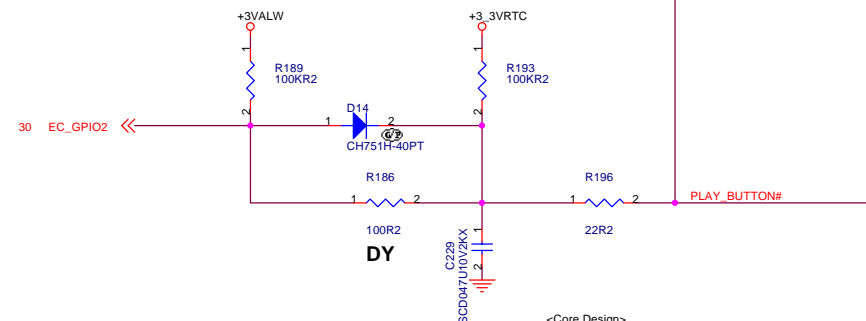 +3VALW
+3_3VRTC
1
1
R189
100KR2
R193
100KR2
2
2
30 EC_GPIO2
D14
1
2
CH751H-40PT
R186
1
2
100R2
DY
R196
1
2
22R2
PLAY_BUTTON#
1
2
C229
SCD047U10V2KX
<Core Design>